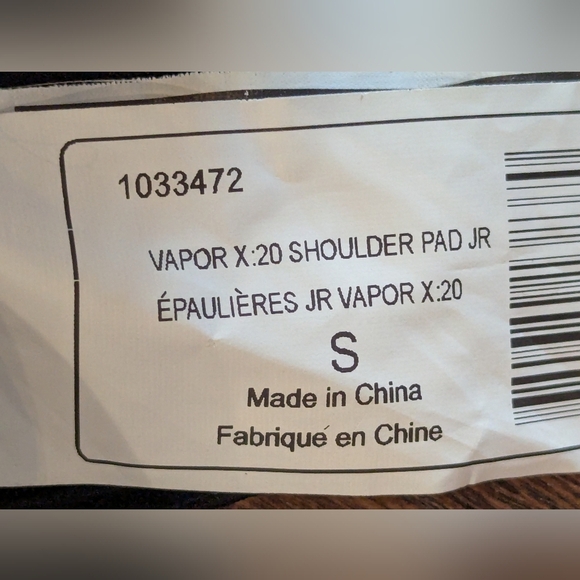 1033472
VAPOR X:20 SHOULDER PAD JR
ÉPAULIÈRES JR VAPOR X:20
S
Made in China
Fabriqué en Chine